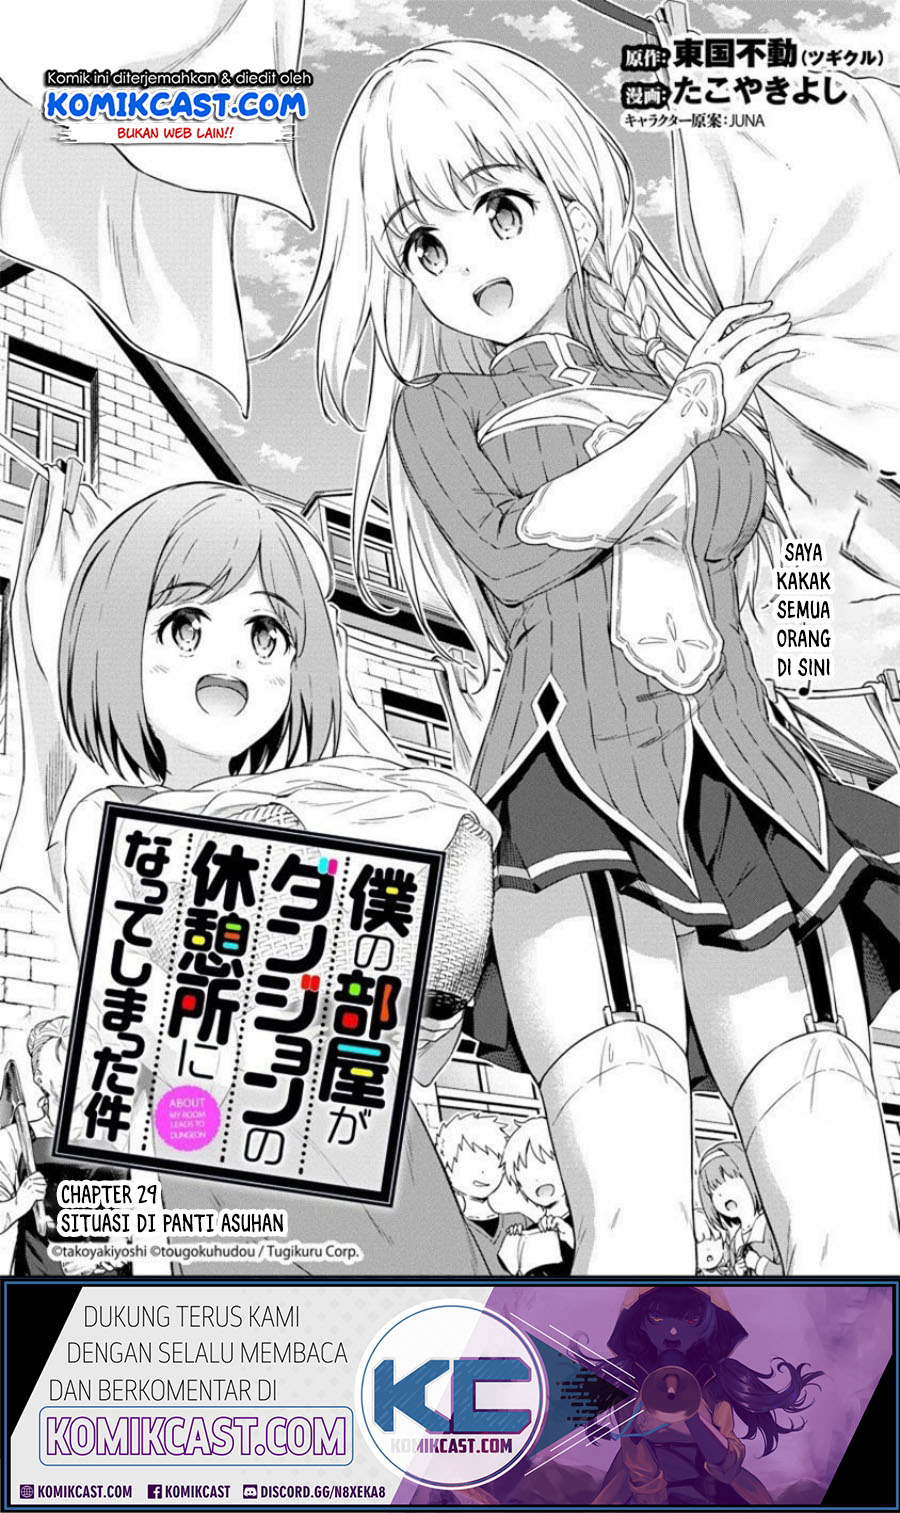 Komik ini diterjemahkan & diedit oleh
KOMIKCAST.COM
BUKAN WEB LAIN!!
原作:東国不動(ツギクル)
漫画:たこやきよし
キャラクター原案:JUNA
SAYA
KAKAK
SEMUA
ORANG
DI SINI
僕の部屋が
ダンジョンの
休憩所に
なってしまった件
ABOUT
MY ROOM
LEADS TO
DUNGEON
CHAPTER 29
SITUASI DI PANTI ASUHAN
©takoyakiyoshi ©tougokuhudou / Tugikuru Corp.
DUKUNG TERUS KAMI
DENGAN SELALU MEMBACA
DAN BERKOMENTAR DI
KOMIKCAST.COM
KC
KOMIKCAST.COM
KOMIKCAST.COM KOMIKCAST DISCORD.GG/N8XEKA8